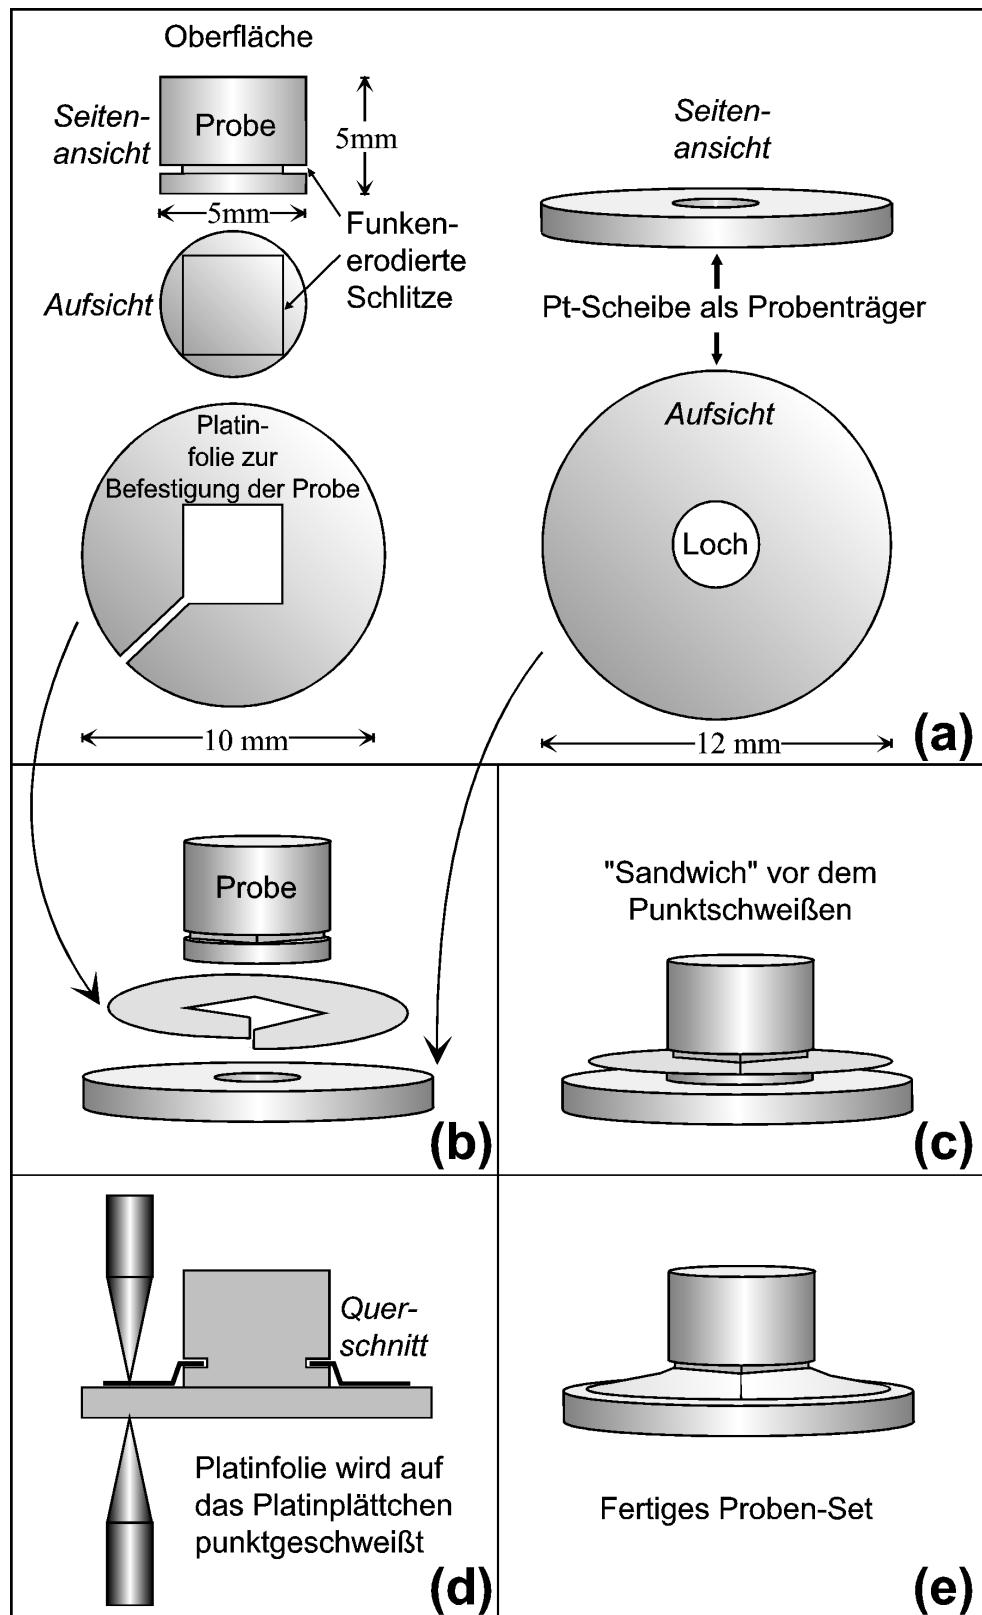 Oberfläche
Seiten-
ansicht
Probe
5mm
5mm
Funken-
erodierte
Schlitze
Aufsicht
Platin-
folie zur
Befestigung der Probe
10 mm
Seiten-
ansicht
Pt-Scheibe als Probenträger
Aufsicht
Loch
12 mm
(a)
Probe
(b)
"Sandwich" vor dem
Punktschweißen
(c)
Quer-
schnitt
Platinfolie wird auf
das Platinplättchen
punktgeschweißt
(d)
Fertiges Proben-Set
(e)